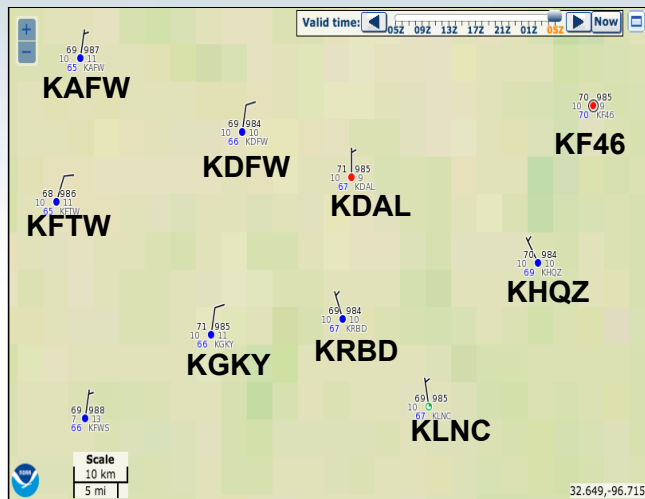 Valid time:
Now
05Z 09Z 13Z 17Z 21Z 01Z 05Z
+
−
69 987
10 11
65 KAFW
KAFW
70 985
10 9
70 KF46
KF46
69 984
10 10
66 KDFW
KDFW
71 985
10 9
67 KDAL
KDAL
68 986
10 11
65 KFTW
KFTW
70 984
10 10
69 KHQZ
KHQZ
69 984
10 10
67 KRBD
KRBD
71 985
10 11
66 KGKY
KGKY
69 985
10
67 KLNC
KLNC
69 988
7 13
66 KFWS
Scale
10 km
5 mi
32.649,-96.715